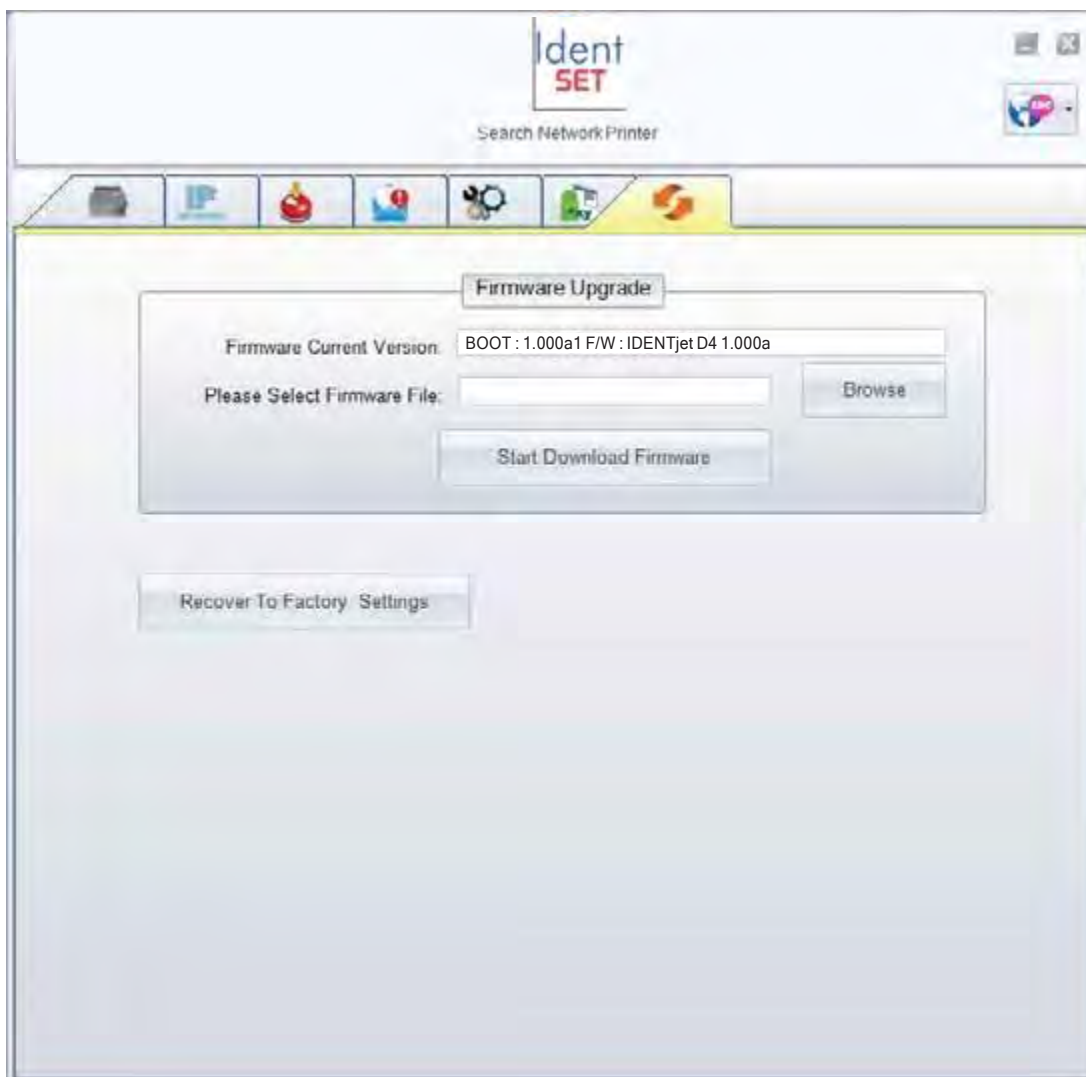 Ident
SET
Search Network Printer
IP
Firmware Upgrade
Firmware Current Version: BOOT : 1.000a1 F/W : IDENTjet D4 1.000a
Please Select Firmware File: Browse
Start Download Firmware
Recover To Factory Settings